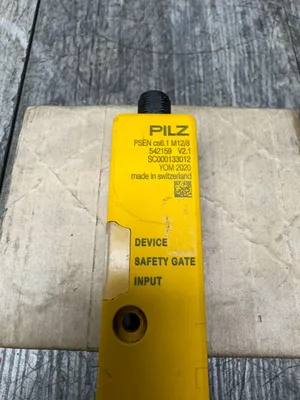 PILZ
PSEN cs6.1 M12/8
542159 V2.1
SC000133012
YOM 2020
made in switzerland
DEVICE
SAFETY GATE
INPUT